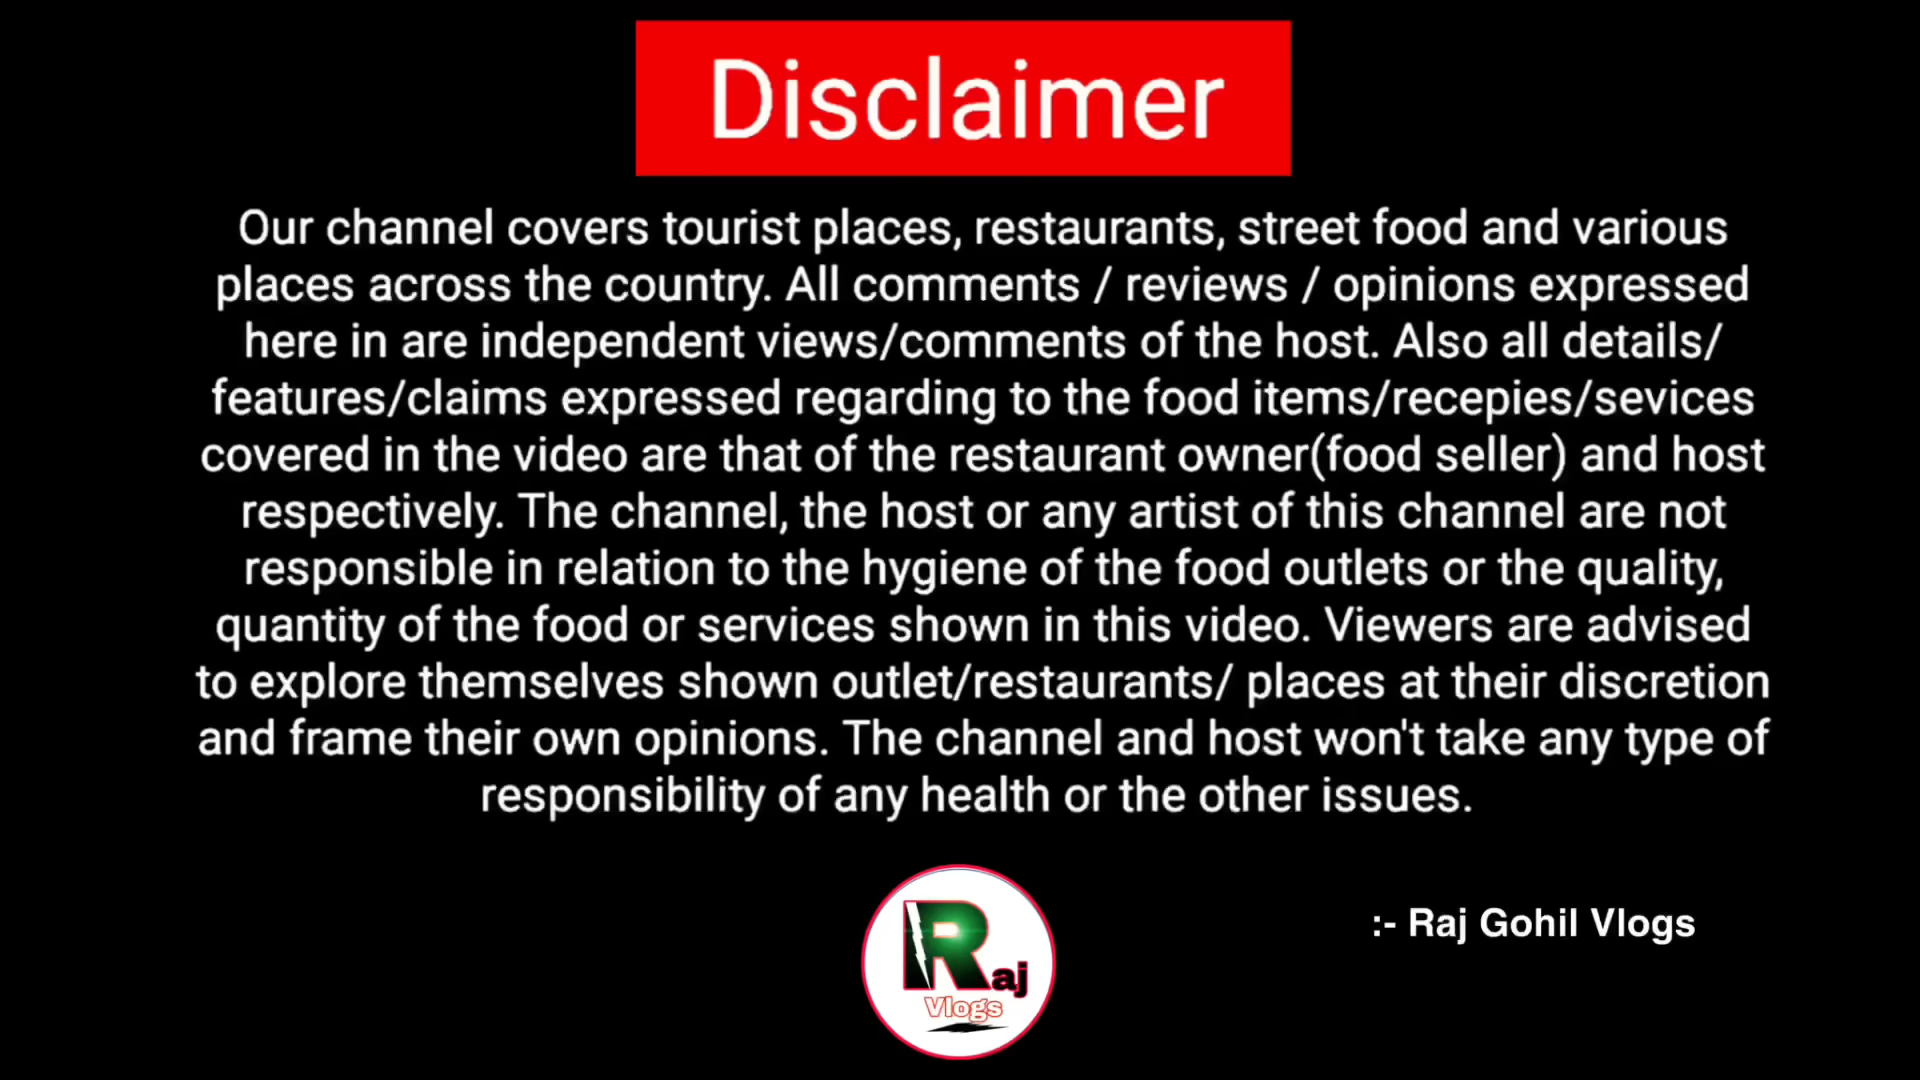 Disclaimer
Our channel covers tourist places, restaurants, street food and various
places across the country. All comments / reviews / opinions expressed
here in are independent views/comments of the host. Also all details/
features/claims expressed regarding to the food items/recepies/sevices
covered in the video are that of the restaurant owner(food seller) and host
respectively. The channel, the host or any artist of this channel are not
responsible in relation to the hygiene of the food outlets or the quality,
quantity of the food or services shown in this video. Viewers are advised
to explore themselves shown outlet/restaurants/ places at their discretion
and frame their own opinions. The channel and host won't take any type of
responsibility of any health or the other issues.
:- Raj Gohil Vlogs
Raj
Vlogs